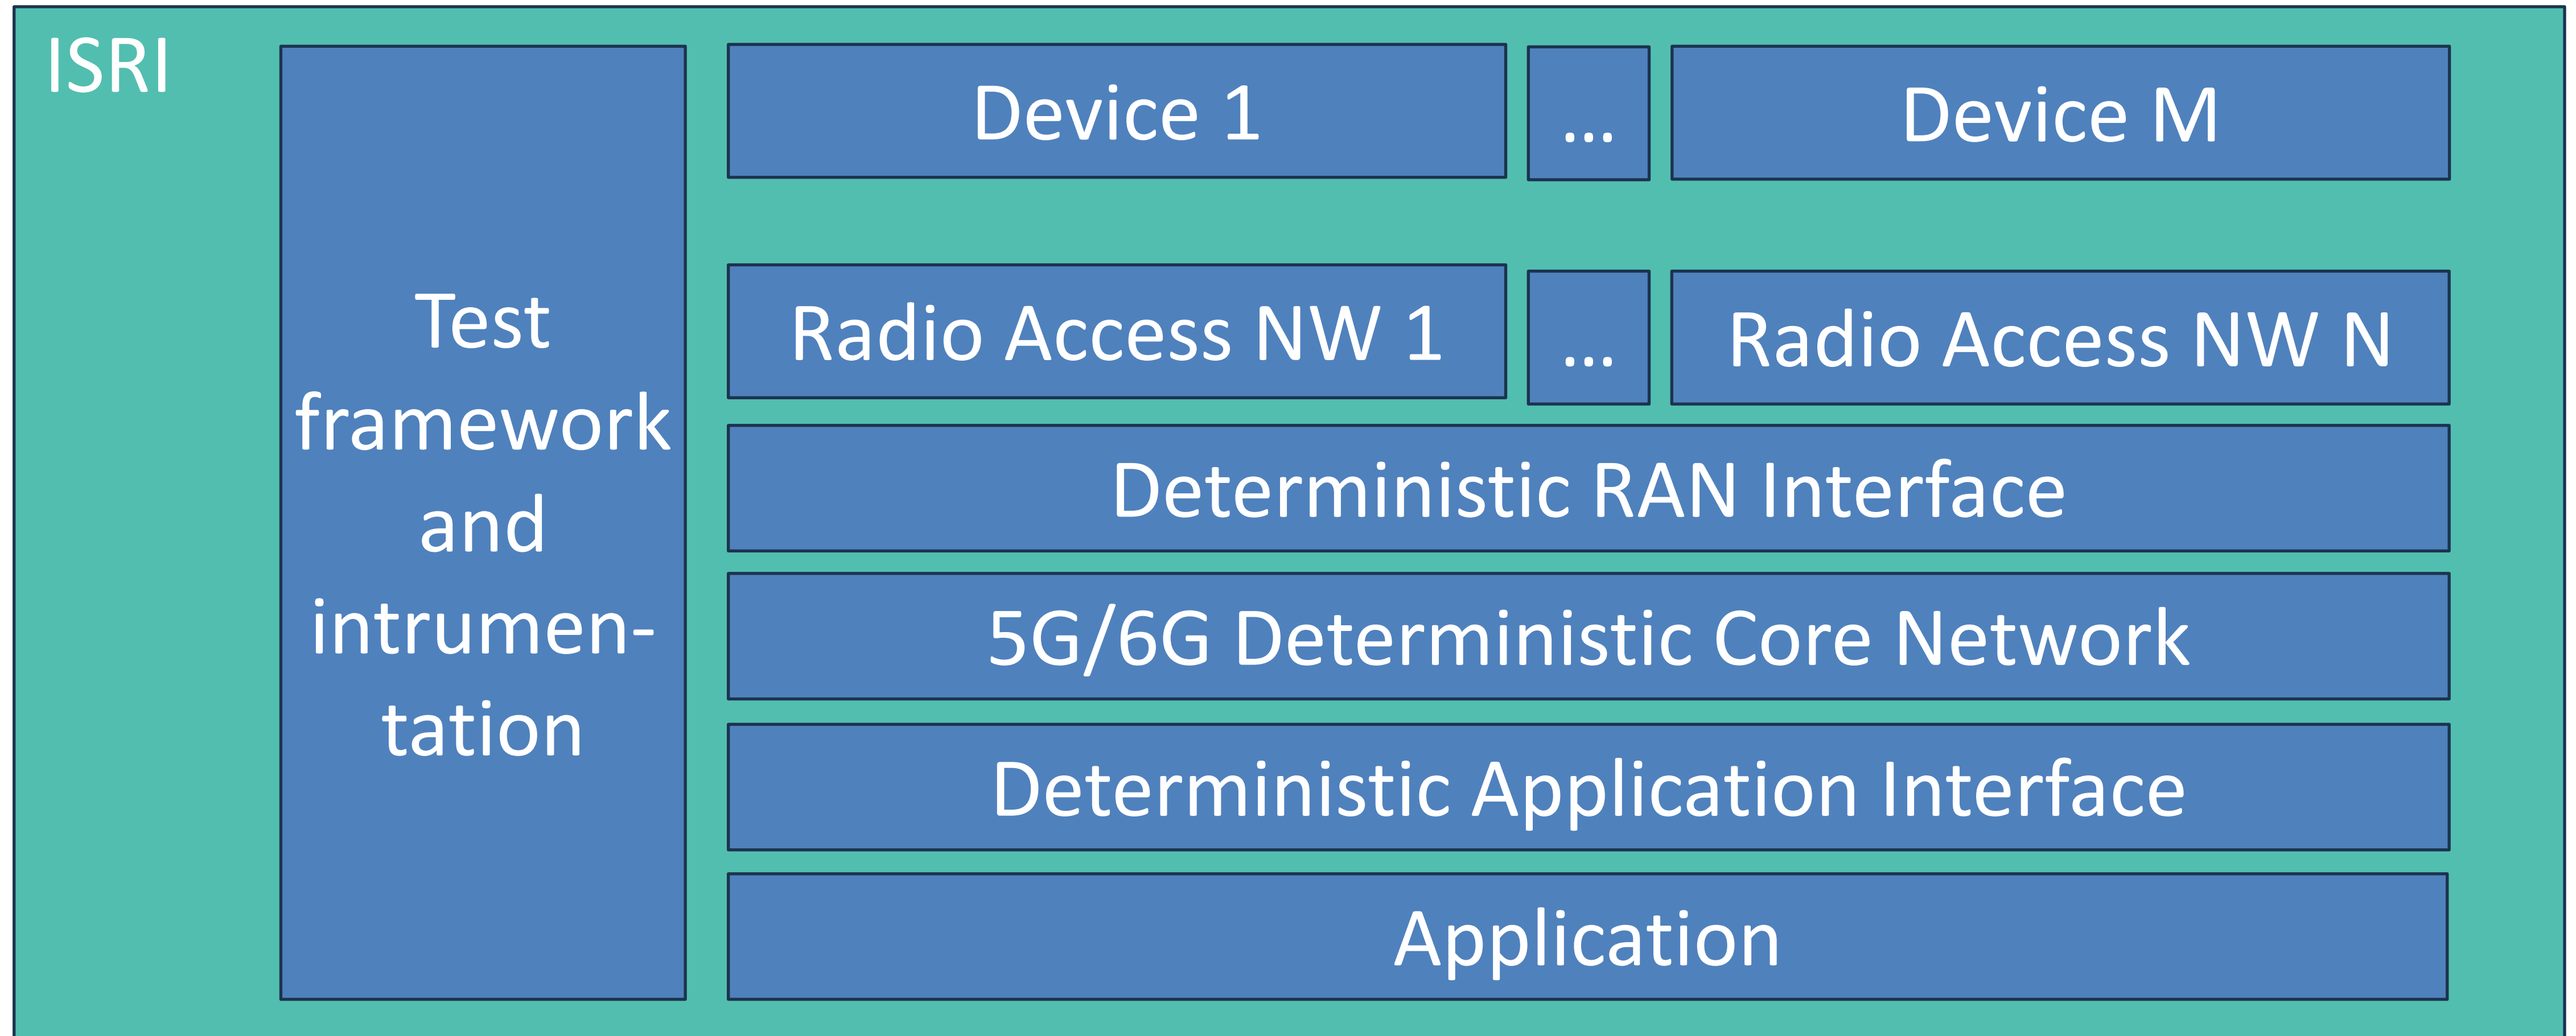 ISRI
Test
framework
and
intrumen-
tation
Device 1
...
Device M
Radio Access NW 1
...
Radio Access NW N
Deterministic RAN Interface
5G/6G Deterministic Core Network
Deterministic Application Interface
Application